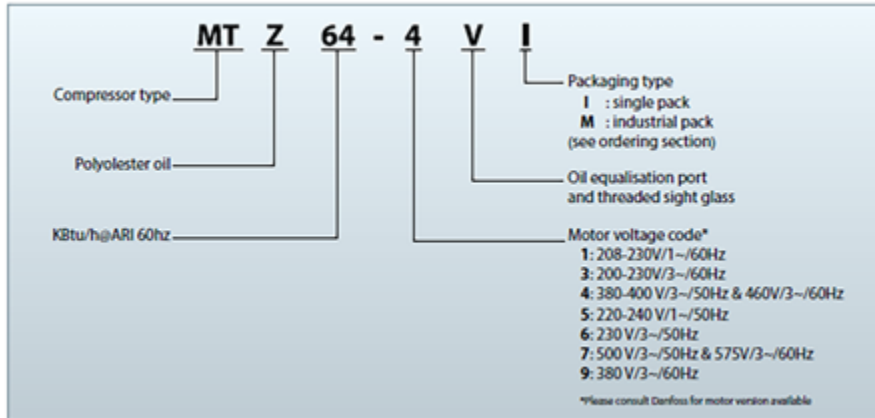 MT Z 64 - 4 V I
Compressor type
Polyolester oil
KBtu/h@ARI 60hz
Packaging type
I : single pack
M : industrial pack
(see ordering section)
Oil equalisation port
and threaded sight glass
Motor voltage code*
1: 208-230V/1~/60Hz
3: 200-230V/3~/60Hz
4: 380-400 V/3~/50Hz & 460V/3~/60Hz
5: 220-240 V/1~/50Hz
6: 230 V/3~/50Hz
7: 500 V/3~/50Hz & 575V/3~/60Hz
9: 380 V/3~/60Hz
*Please consult Danfoss for motor version available